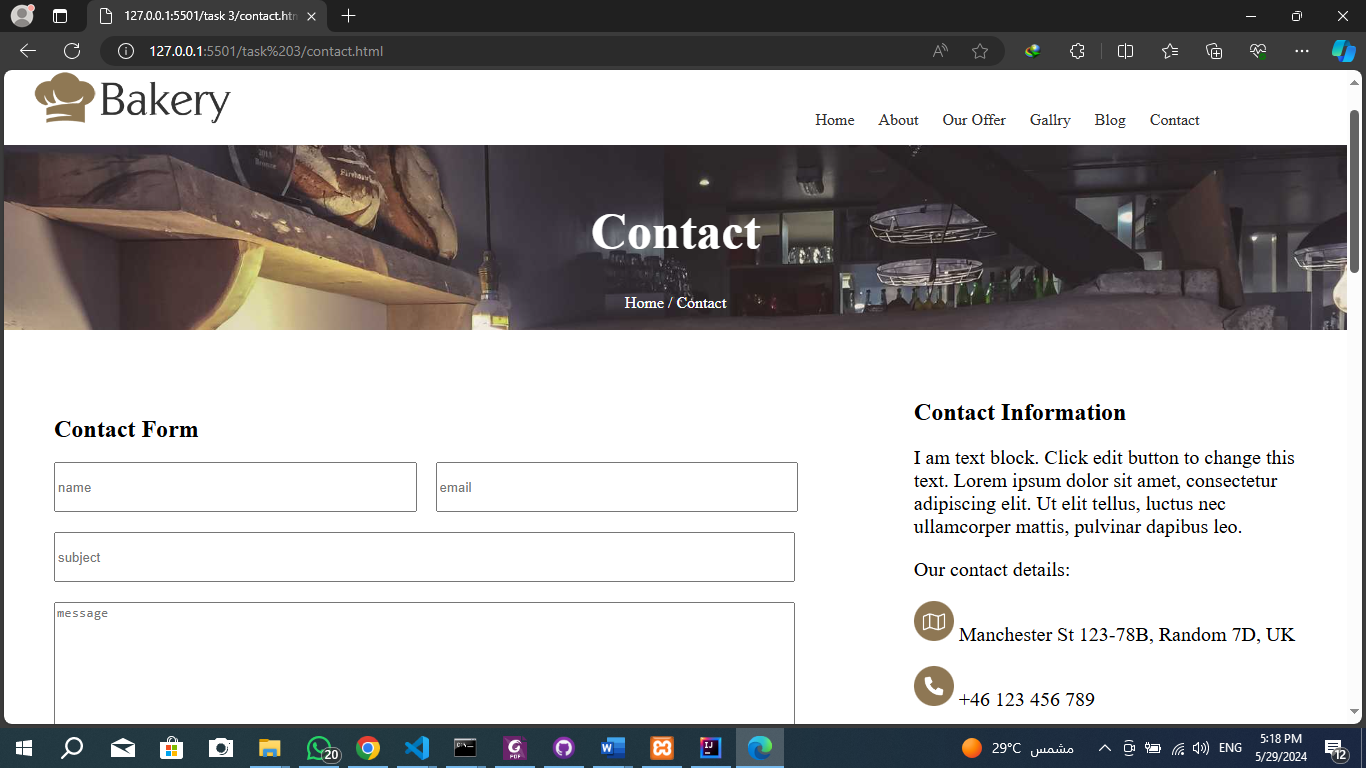 127.0.0.1:5501/task 3/contact.htm
127.0.0.1:5501/task%203/contact.html
Bakery
Home About Our Offer Gallry Blog Contact
Contact
Home / Contact
Contact Form
name
email
subject
message
Contact Information
I am text block. Click edit button to change this
text. Lorem ipsum dolor sit amet, consectetur
adipiscing elit. Ut elit tellus, luctus nec
ullamcorper mattis, pulvinar dapibus leo.
Our contact details:
Manchester St 123-78B, Random 7D, UK
+46 123 456 789
20
29°C مشمس
ENG
5:18 PM
5/29/2024
12